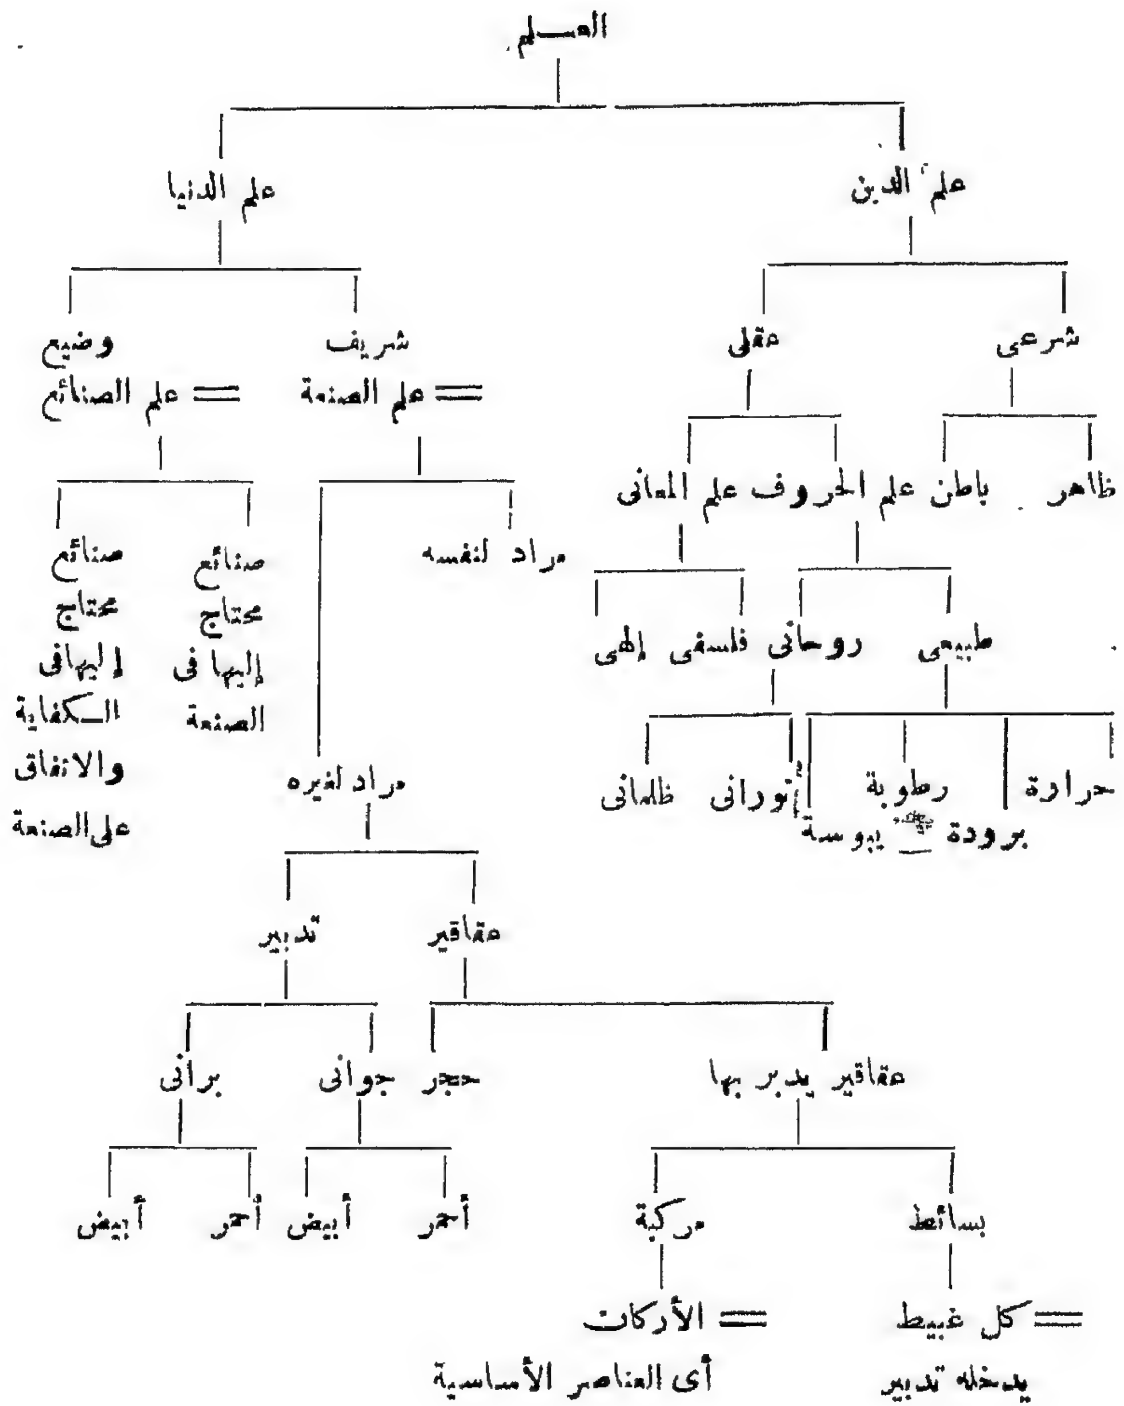 العلم
علم الدين علم الدنيا
شرعى عقلى شريف وضيع
= علم الصنعة = علم الصنائع
ظاهر باطن علم الحروف علم المعانى
مراد لنفسه
صنائع
محتاج
إليها فى
الصنعة
صنائع
محتاج
إليها فى
الكفاية
والانفاق
على الصنعة
طبيعى روحانى فلسفى إلهى
حرارة رطوبة نورانى ظلمانى
برودة يبوسة
مراد لغيره
عقاقير تدبير
عقاقير يدبر بها حجر جوانى برانى
بسائط مركبة أحمر أبيض أحمر أبيض
= كل غبيط = الأركان
يدخله تدبير أى العناصر الأساسية